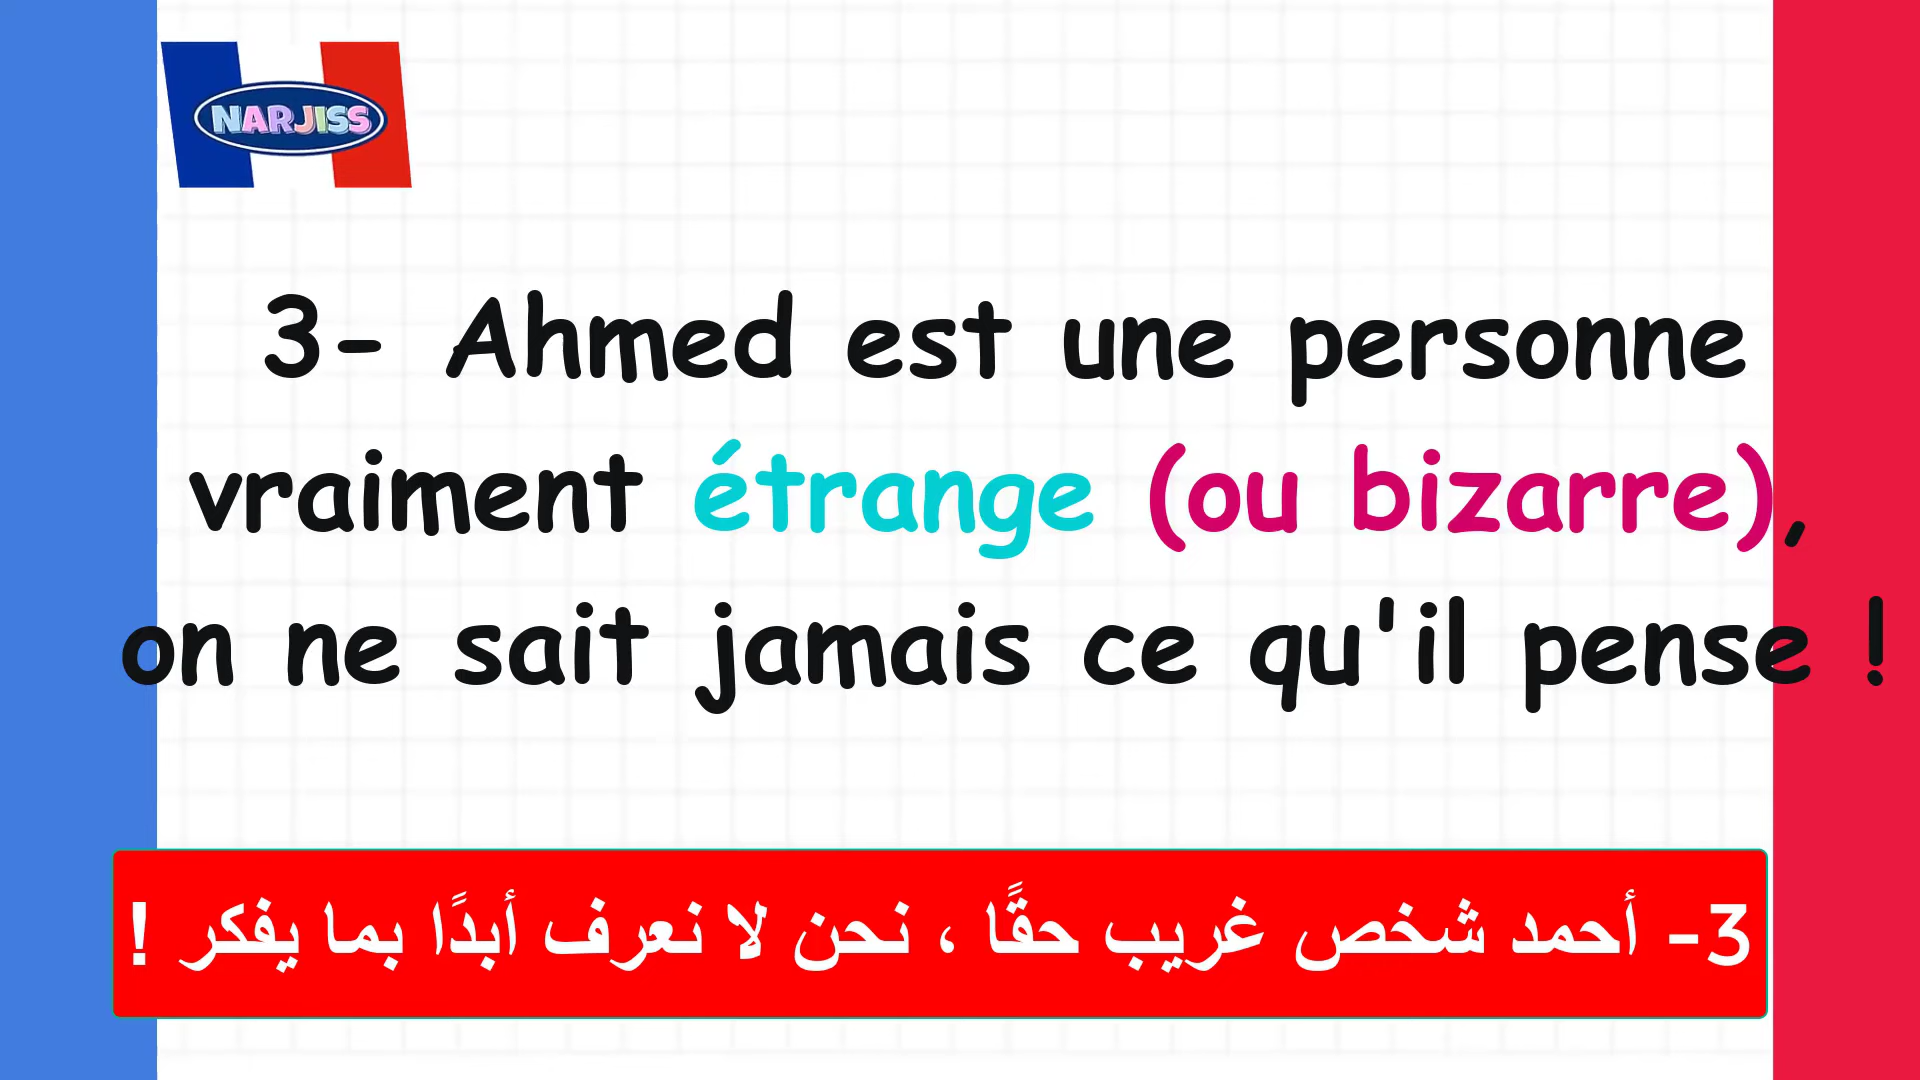 NARJISS
3- Ahmed est une personne
vraiment étrange (ou bizarre),
on ne sait jamais ce qu'il pense !
3- أحمد شخص غريب حقًا ، نحن لا نعرف أبدًا بما يفكر !